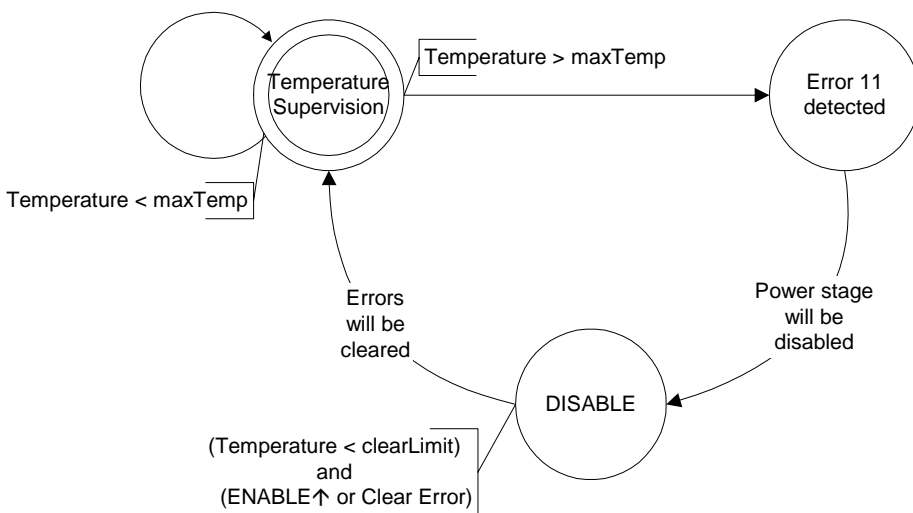 Temperature
Supervision
Temperature > maxTemp
Error 11
detected
Temperature < maxTemp
Errors
will be
cleared
Power stage
will be
disabled
DISABLE
(Temperature < clearLimit)
and
(ENABLE↑ or Clear Error)